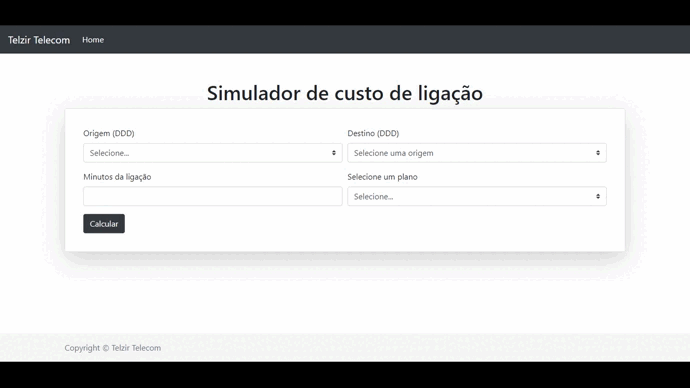 Telzir Telecom Home
Simulador de custo de ligação
Origem (DDD) Destino (DDD)
Selecione... Selecione uma origem
Minutos da ligação Selecione um plano
Selecione...
Calcular
Copyright © Telzir Telecom